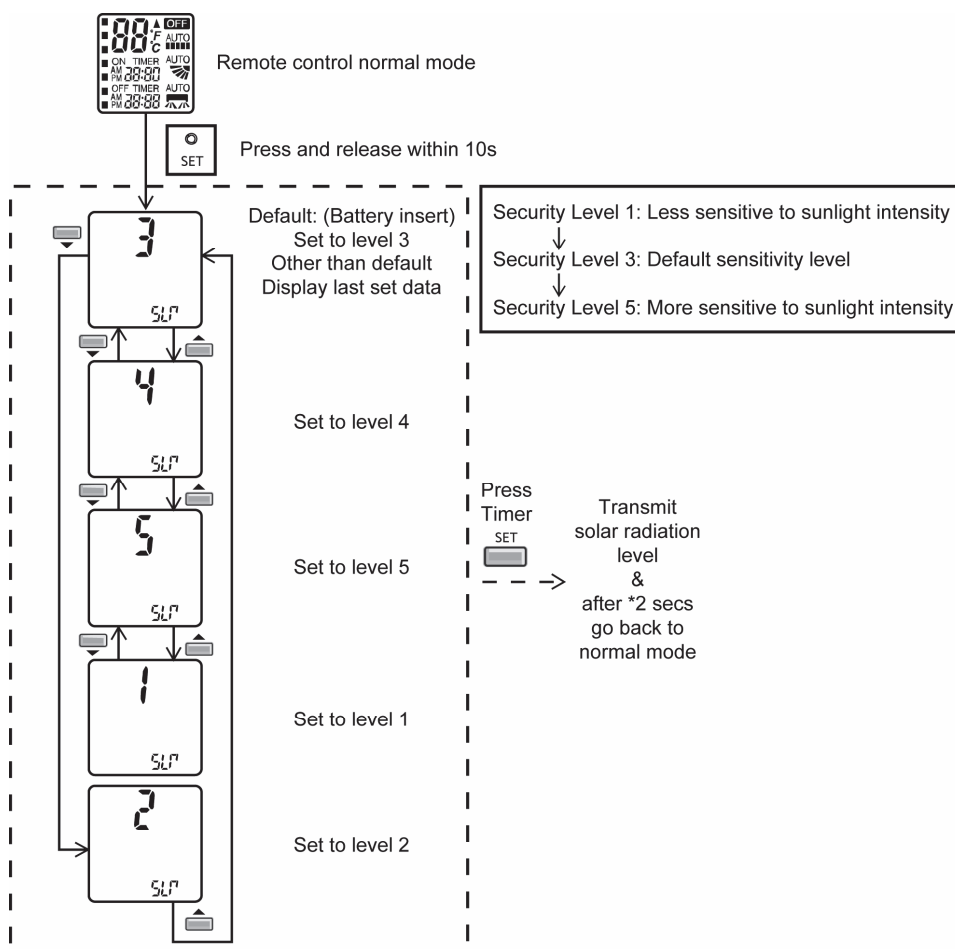 88 °F °C ▲ OFF
AUTO
ON TIMER AUTO
AM PM 88:88
OFF TIMER AUTO
AM PM 88:88
Remote control normal mode
SET
Press and release within 10s
3
SLM
Default: (Battery insert)
Set to level 3
Other than default
Display last set data
Security Level 1: Less sensitive to sunlight intensity
Security Level 3: Default sensitivity level
Security Level 5: More sensitive to sunlight intensity
4
SLM
Set to level 4
5
SLM
Set to level 5
Press
Timer
SET
Transmit
solar radiation
level
&
after *2 secs
go back to
normal mode
1
SLM
Set to level 1
2
SLM
Set to level 2